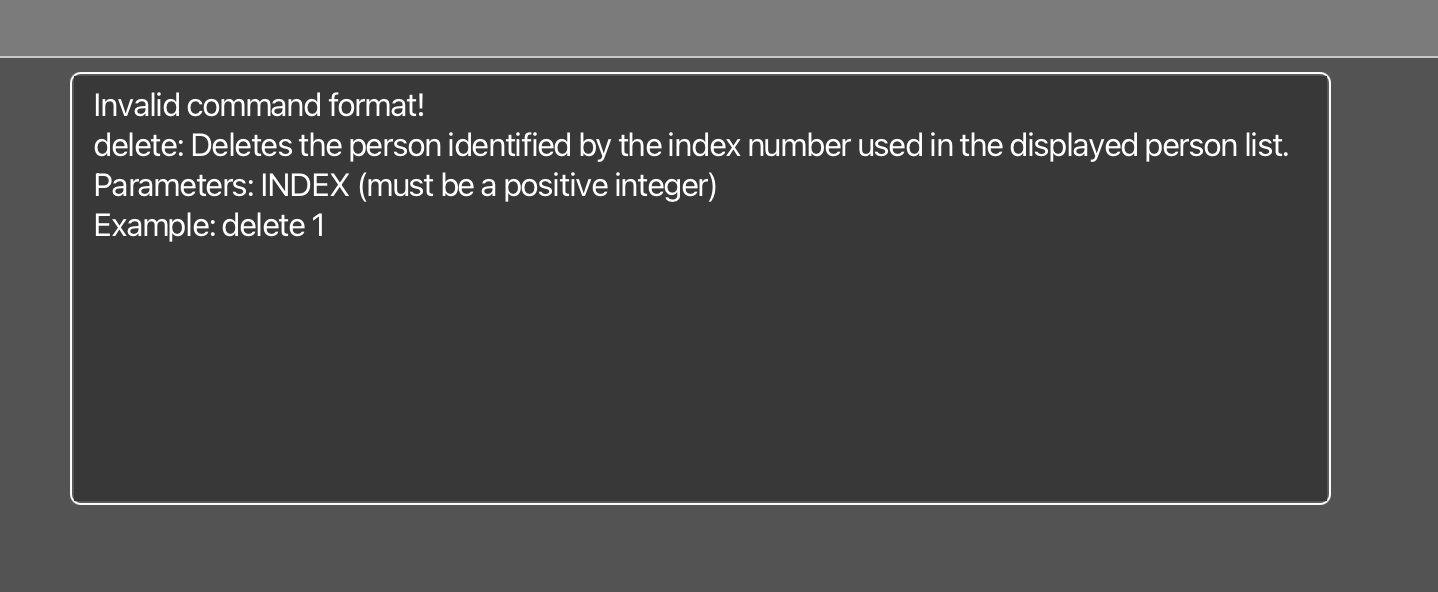 Invalid command format!
delete: Deletes the person identified by the index number used in the displayed person list.
Parameters: INDEX (must be a positive integer)
Example: delete 1